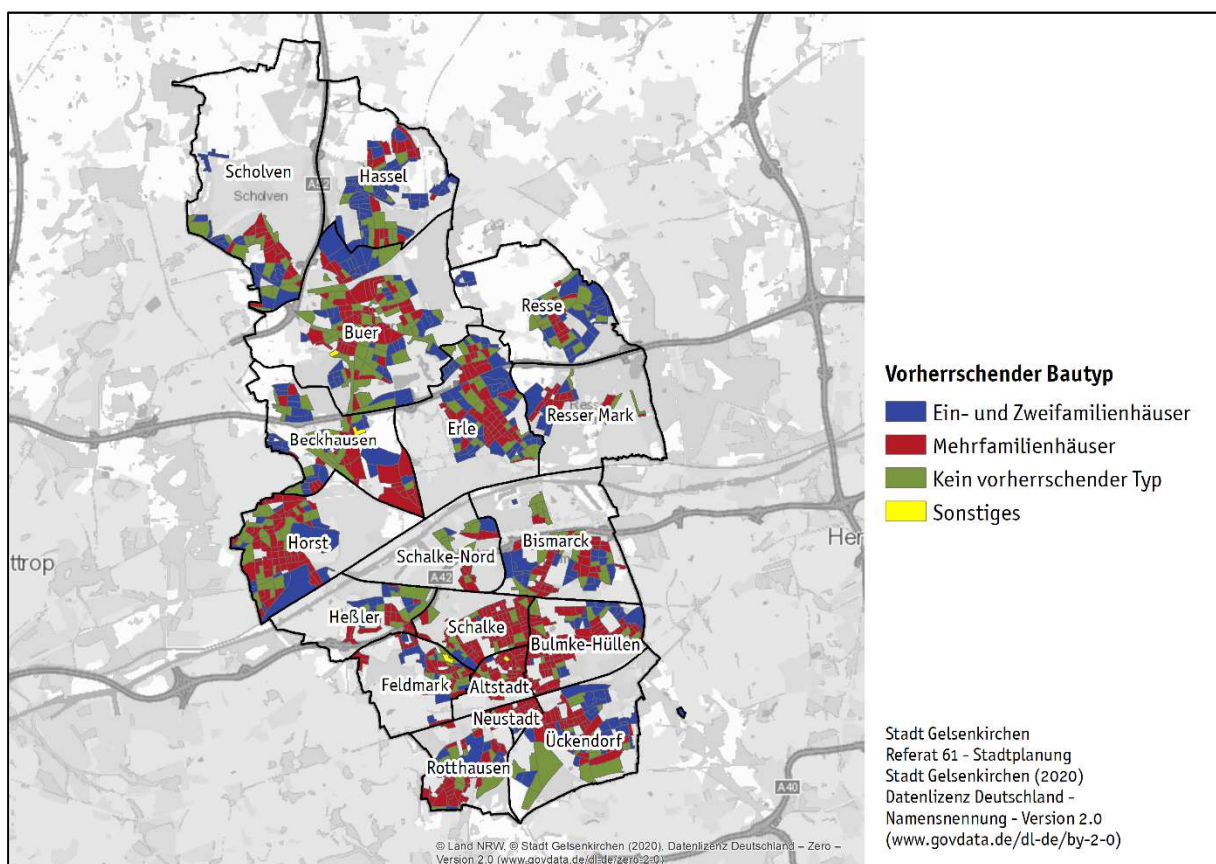 Scholven
Scholven
A52
Hassel
Resse
Buer
Resser Mark
Erle
Beckhausen
Horst
Schalke-Nord
Bismarck
A42
ttrop
Her
Heßler
Schalke
Bulmke-Hüllen
Feldmark
Altstadt
Neustadt
Ückendorf
Rotthausen
A40
© Land NRW, © Stadt Gelsenkirchen (2020), Datenlizenz Deutschland – Zero –
Version 2.0 (www.govdata.de/dl-de/zero-2-0)
Vorherrschender Bautyp
Ein- und Zweifamilienhäuser
Mehrfamilienhäuser
Kein vorherrschender Typ
Sonstiges
Stadt Gelsenkirchen
Referat 61 - Stadtplanung
Stadt Gelsenkirchen (2020)
Datenlizenz Deutschland -
Namensnennung - Version 2.0
(www.govdata.de/dl-de/by-2-0)